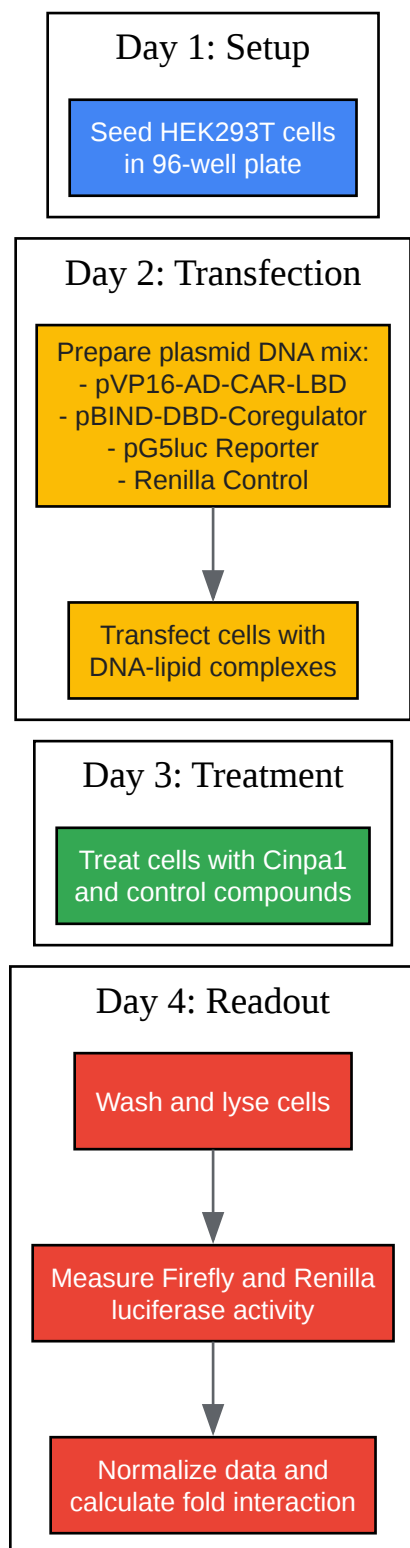 Day 1: Setup
Seed HEK293T cells
in 96-well plate
Day 2: Transfection
Prepare plasmid DNA mix:
- pVP16-AD-CAR-LBD
- pBIND-DBD-Coregulator
- pG5luc Reporter
- Renilla Control
Transfect cells with
DNA-lipid complexes
Day 3: Treatment
Treat cells with Cinpa1
and control compounds
Day 4: Readout
Wash and lyse cells
Measure Firefly and Renilla
luciferase activity
Normalize data and
calculate fold interaction